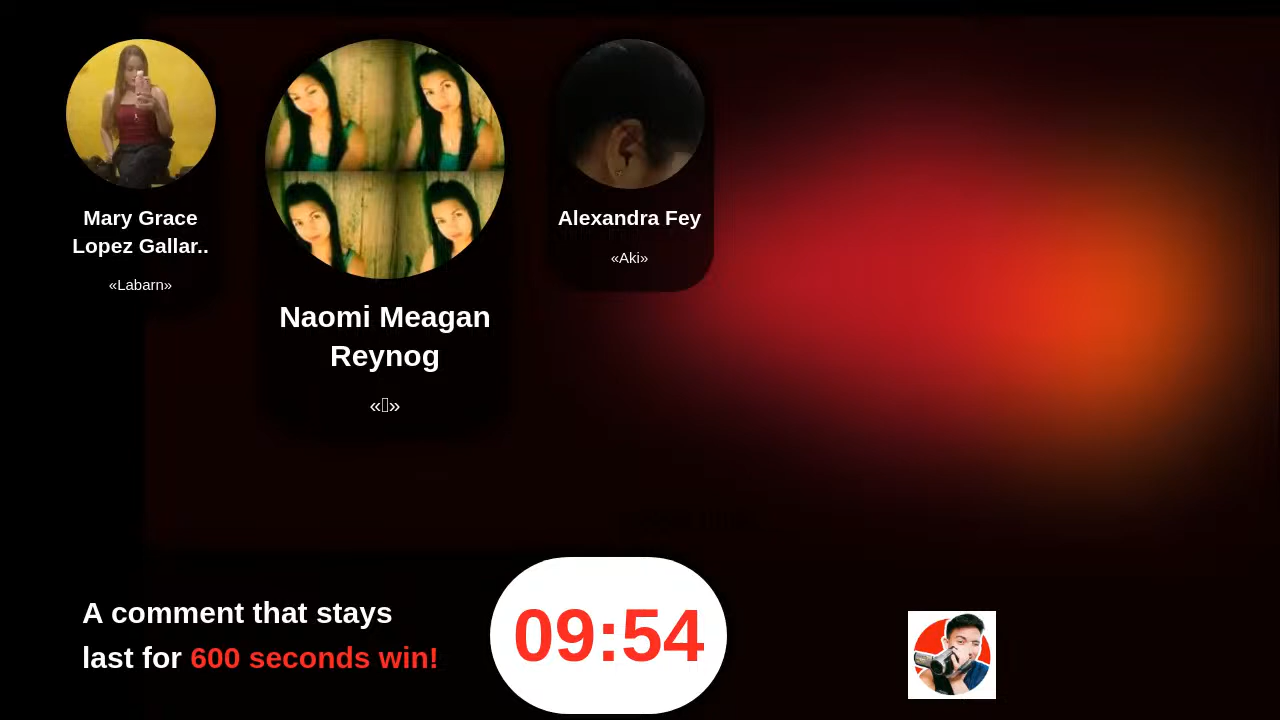 Mary Grace
Lopez Gallar..
«Labarn»
Naomi Meagan
Reynog
«▯»
Alexandra Fey
«Aki»
A comment that stays
last for 600 seconds win!
09:54